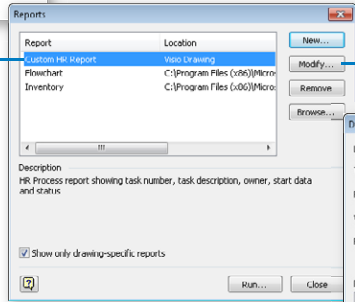 Reports
Report Location
Custom HR Report Visio Drawing
Flowchart C:\Program Files (x86)\Micro
Inventory C:\Program Files (x86)\Micro
New...
Modify...
Remove
Browse...
Description
HR Process report showing task number, task description, owner, start data
and status
Show only drawing-specific reports
Run... Close